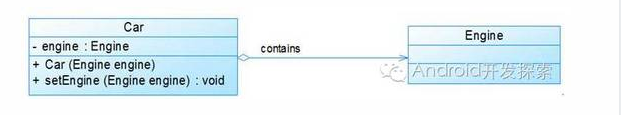 Car
- engine : Engine
+ Car (Engine engine)
+ setEngine (Engine engine) : void
contains
Engine
Android开发探索